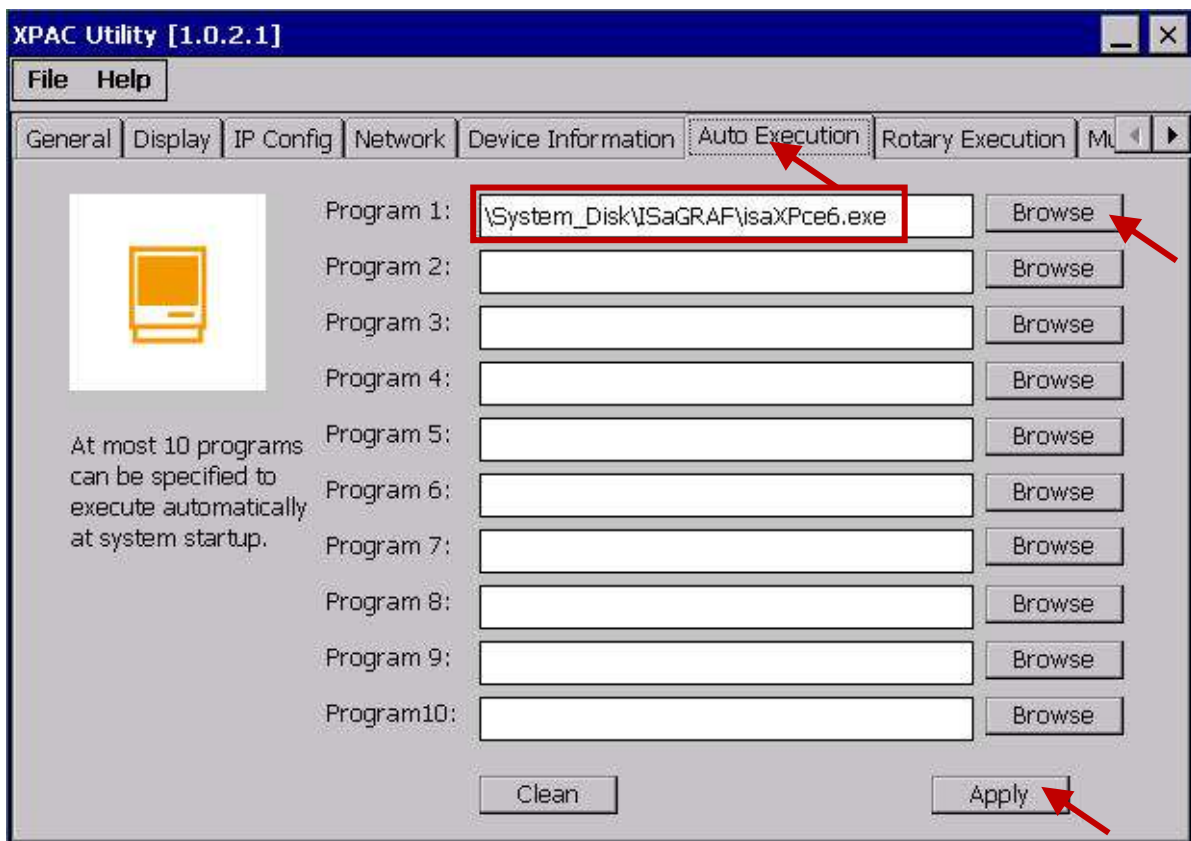 XPAC Utility [1.0.2.1]
File Help
General Display IP Config Network Device Information Auto Execution Rotary Execution
Program 1: \System_Disk\ISaGRAF\isaXPce6.exe Browse
Program 2: Browse
Program 3: Browse
Program 4: Browse
At most 10 programs
can be specified to
execute automatically
at system startup.
Program 5: Browse
Program 6: Browse
Program 7: Browse
Program 8: Browse
Program 9: Browse
Program10: Browse
Clean Apply